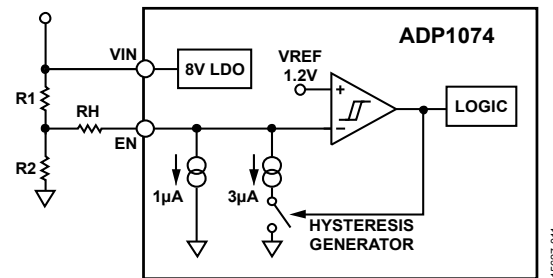 ADP1074
VIN
8V LDO
VREF
1.2V
R1
RH
EN
LOGIC
R2
1µA
3µA
HYSTERESIS
GENERATOR